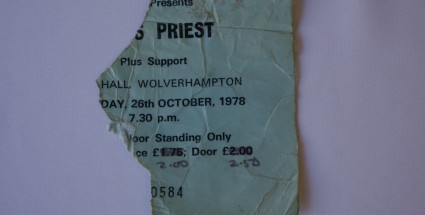 Presents
S PRIEST
Plus Support
HALL, WOLVERHAMPTON
DAY, 26th OCTOBER, 1978
7.30 p.m.
oor Standing Only
ce £1.75; Door £2.00
2.00 2.50
0584